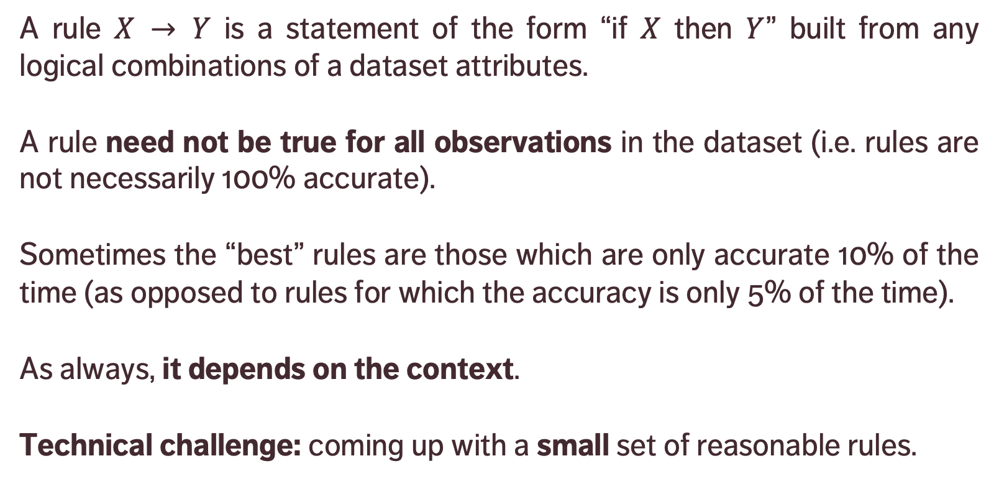 A rule X → Y is a statement of the form “if X then Y” built from any
logical combinations of a dataset attributes.
A rule need not be true for all observations in the dataset (i.e. rules are
not necessarily 100% accurate).
Sometimes the “best” rules are those which are only accurate 10% of the
time (as opposed to rules for which the accuracy is only 5% of the time).
As always, it depends on the context.
Technical challenge: coming up with a small set of reasonable rules.